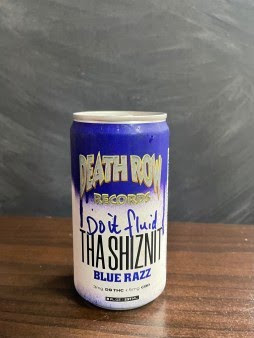 DEATH ROW
RECORDS
Do it fluid
THA SHIZNIT
BLUE RAZZ